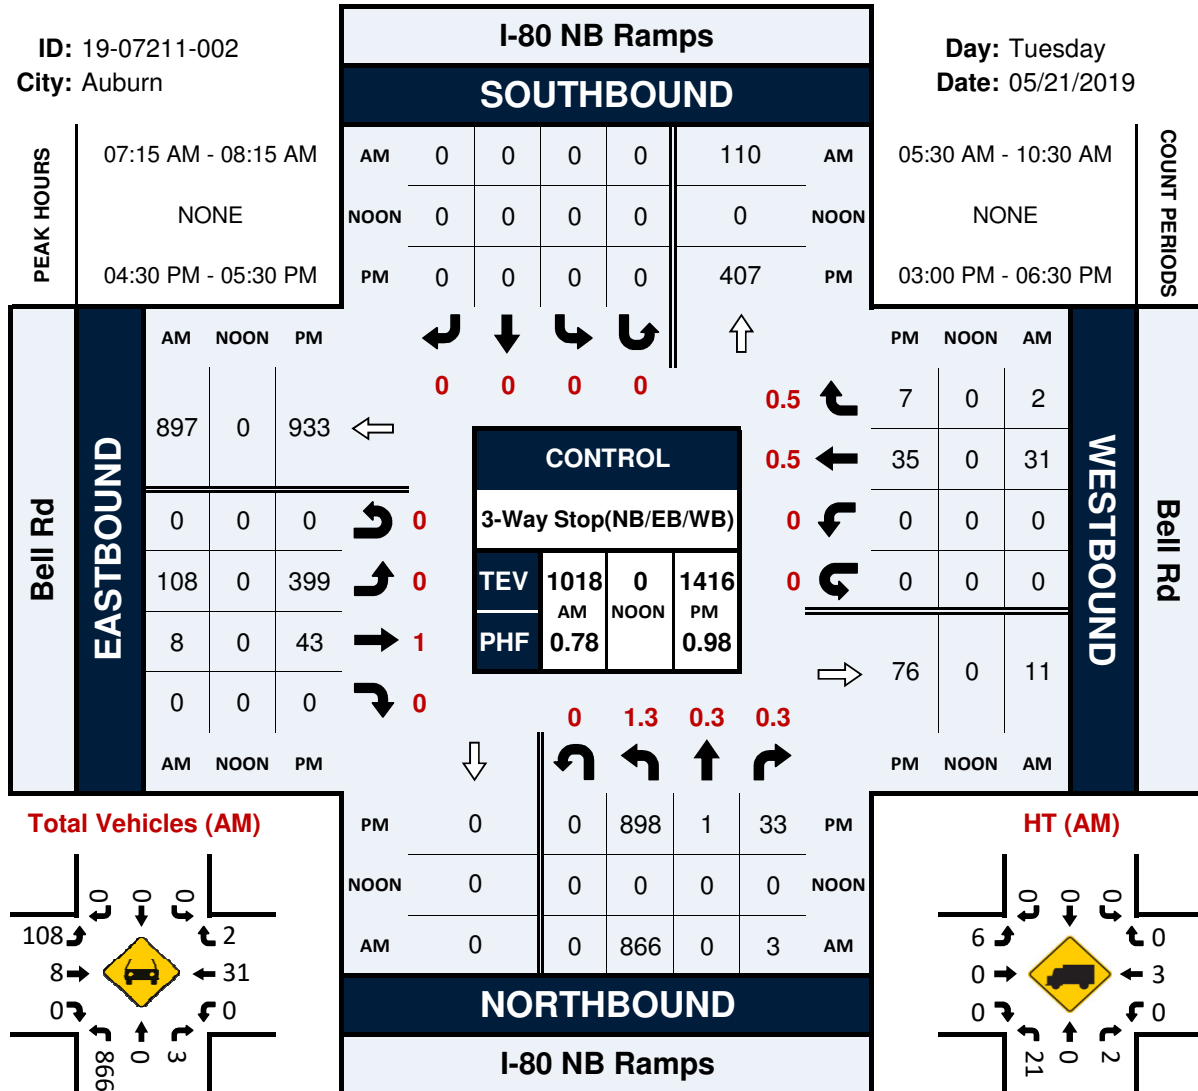 I-80 NB Ramps
ID: 19-07211-002
Day: Tuesday
City: Auburn
Date: 05/21/2019
SOUTHBOUND
PEAK HOURS
07:15 AM - 08:15 AM
NONE
04:30 PM - 05:30 PM
AM 0 0 0 0 110 AM
NOON 0 0 0 0 0 NOON
PM 0 0 0 0 407 PM
05:30 AM - 10:30 AM
NONE
03:00 PM - 06:30 PM
COUNT PERIODS
0 0 0 0
Bell Rd
EASTBOUND
AM NOON PM
897 0 933
0 0 0 0
108 0 399 0
8 0 43 1
0 0 0 0
AM NOON PM
CONTROL
3-Way Stop(NB/EB/WB)
TEV 1018 0 1416
AM NOON PM
PHF 0.78 0.98
PM NOON AM
0.5 7 0 2
0.5 35 0 31
0 0 0 0
0 0 0 0
76 0 11
PM NOON AM
WESTBOUND
Bell Rd
0 1.3 0.3 0.3
PM 0 0 898 1 33 PM
NOON 0 0 0 0 0 NOON
AM 0 0 866 0 3 AM
NORTHBOUND
I-80 NB Ramps
Total Vehicles (AM)
0 0 0
108 2
8 31
0 0
866 0 3
HT (AM)
0 0 0
6 0
0 3
0 0
21 0 2